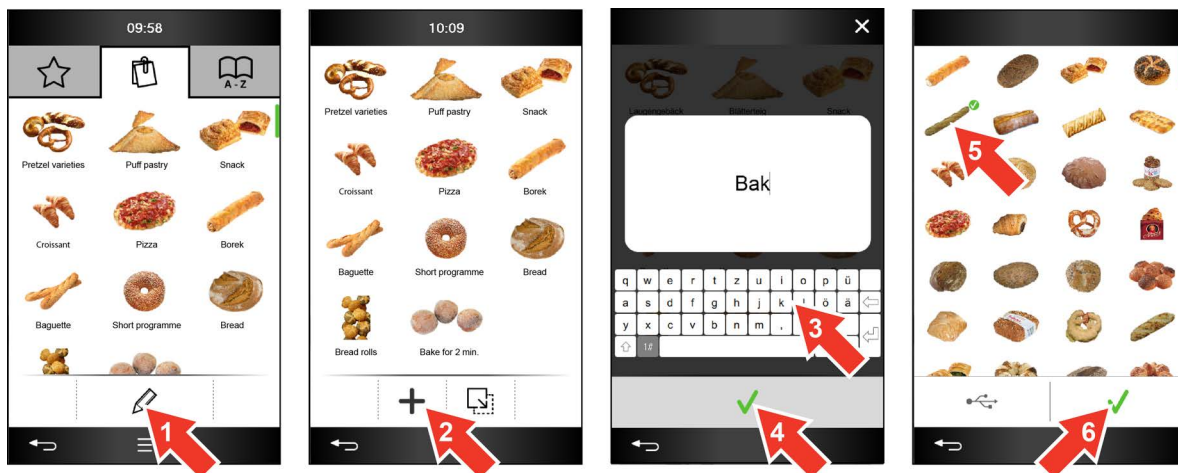 09:58
A - Z
Pretzel varieties Puff pastry Snack
Croissant Pizza Borek
Baguette Short programme Bread
1
10:09
Pretzel varieties Puff pastry Snack
Croissant Pizza Borek
Baguette Short programme Bread
Bread rolls Bake for 2 min.
2
Laugengebäck Blätterteig Snack
Bak
q w e r t z u i o p ü
a s d f g h j k l ö ä
y x c v b n m ,
1#
3
4
5
6